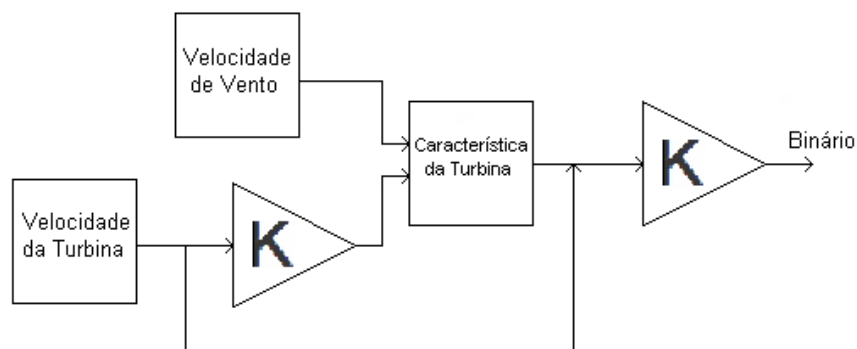 Velocidade
de Vento
Velocidade
da Turbina
K
Característica
da Turbina
K
Binário